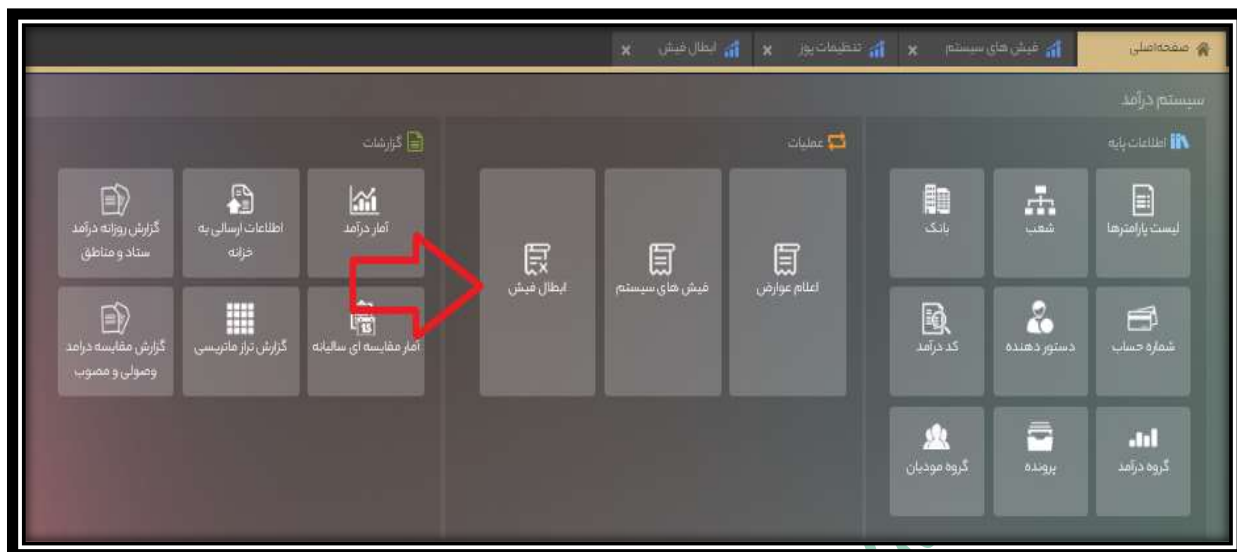 صفحه‌اصلی
فیش های سیستم
تنظیمات پوز
ابطال فیش
سیستم درآمد
اطلاعات پایه
لیست پارامترها
شعب
بانک
شماره حساب
دستور دهنده
کد درآمد
گروه درآمد
پرونده
گروه مودیان
عملیات
اعلام عوارض
فیش های سیستم
ابطال فیش
گزارشات
آمار درآمد
اطلاعات ارسالی به
خزانه
گزارش روزانه درآمد
ستاد و مناطق
آمار مقایسه ای سالیانه
گزارش تراز ماتریسی
گزارش مقایسه درامد
وصولی و مصوب